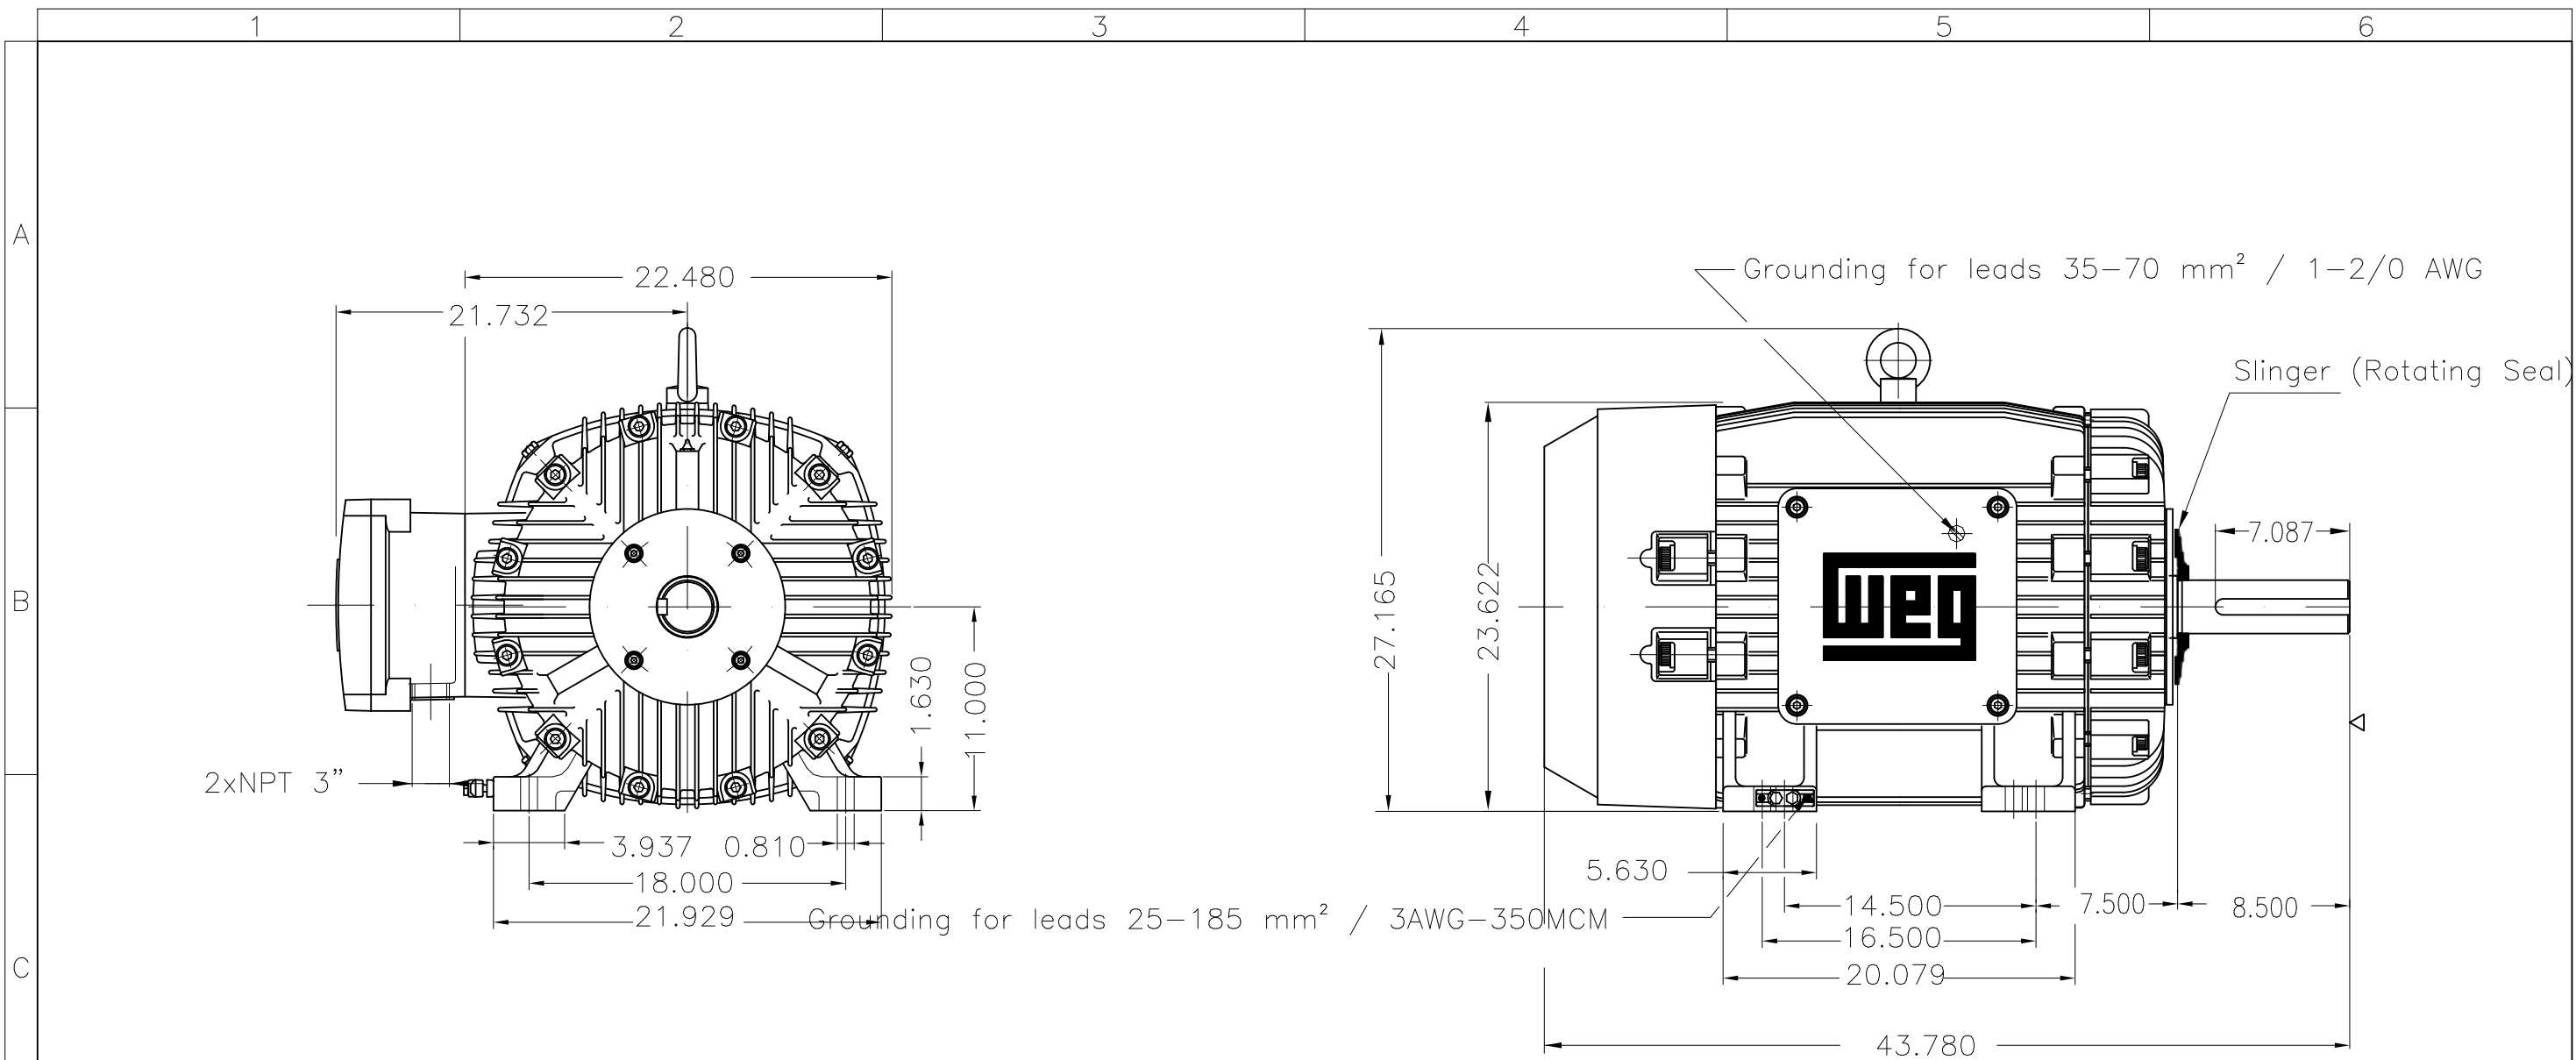 1 2 3 4 5 6
A
B
C
22.480
21.732
2xNPT 3"
1.630
11.000
3.937 0.810
18.000
21.929
Grounding for leads 35-70 mm² / 1-2/0 AWG
Slinger (Rotating Seal)
27.165
23.622
7.087
weg
5.630
Grounding for leads 25-185 mm² / 3AWG-350MCM
14.500 7.500 8.500
16.500
20.079
43.780